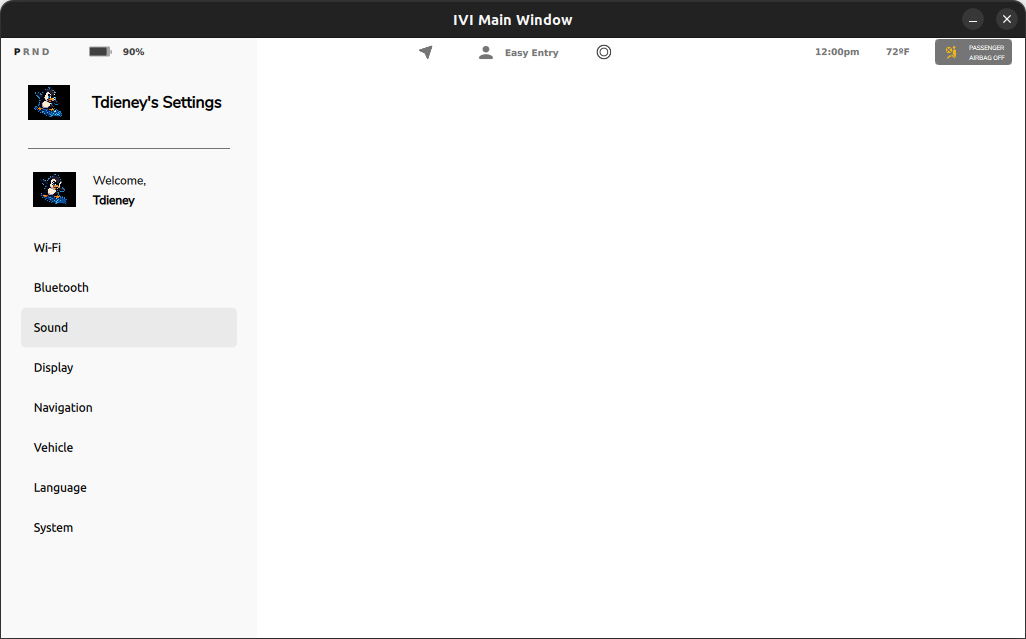 IVI Main Window
P R N D
90%
Easy Entry
12:00pm
72ºF
PASSENGER
AIRBAG OFF
Tdieney's Settings
Welcome,
Tdieney
Wi-Fi
Bluetooth
Sound
Display
Navigation
Vehicle
Language
System